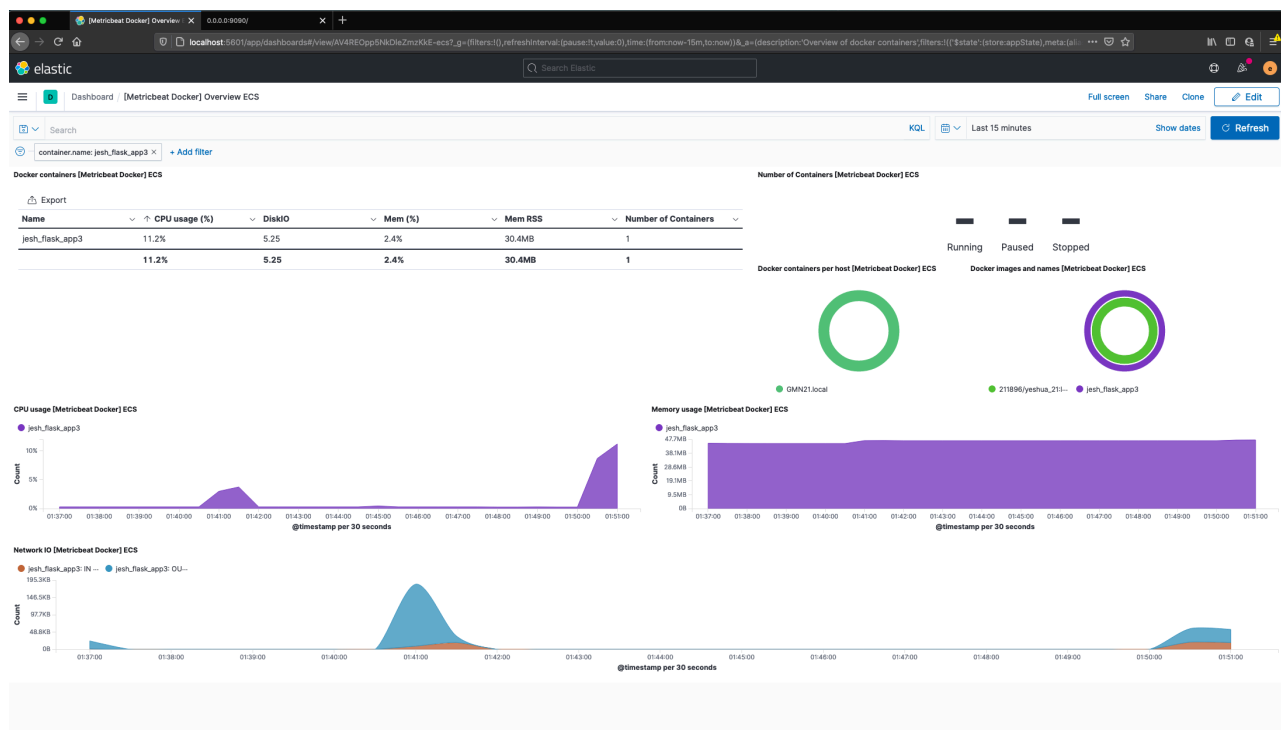 [Metricbeat Docker] Overview E
0.0.0.0:9090/
localhost:5601/app/dashboards#/view/AV4REOpp5NkDleZmzKkE-ecs?_g=(filters:!(),refreshInterval:(pause:!t,value:0),time:(from:now-15m,to:now))&_a=(description:'Overview of docker containers',filters:!(('$state':(store:appState),meta:(alia
elastic
Search Elastic
e
D
Dashboard / [Metricbeat Docker] Overview ECS
Full screen Share Clone Edit
Search
KQL
Last 15 minutes
Show dates
Refresh
container.name: jesh_flask_app3 ×
+ Add filter
Docker containers [Metricbeat Docker] ECS
Export
Name CPU usage (%) DiskIO Mem (%) Mem RSS Number of Containers
jesh_flask_app3 11.2% 5.25 2.4% 30.4MB 1
11.2% 5.25 2.4% 30.4MB 1
Number of Containers [Metricbeat Docker] ECS
Running Paused Stopped
Docker containers per host [Metricbeat Docker] ECS
GMN21.local
Docker images and names [Metricbeat Docker] ECS
211896/yeshua_21:l... jesh_flask_app3
CPU usage [Metricbeat Docker] ECS
jesh_flask_app3
10%
5%
0%
Count
01:37:00 01:38:00 01:39:00 01:40:00 01:41:00 01:42:00 01:43:00 01:44:00 01:45:00 01:46:00 01:47:00 01:48:00 01:49:00 01:50:00 01:51:00
@timestamp per 30 seconds
Memory usage [Metricbeat Docker] ECS
jesh_flask_app3
47.7MB
38.1MB
28.6MB
19.1MB
9.5MB
0B
Count
01:37:00 01:38:00 01:39:00 01:40:00 01:41:00 01:42:00 01:43:00 01:44:00 01:45:00 01:46:00 01:47:00 01:48:00 01:49:00 01:50:00 01:51:00
@timestamp per 30 seconds
Network IO [Metricbeat Docker] ECS
jesh_flask_app3: IN ... jesh_flask_app3: OU...
195.3KB
146.5KB
97.7KB
48.8KB
0B
Count
01:37:00 01:38:00 01:39:00 01:40:00 01:41:00 01:42:00 01:43:00 01:44:00 01:45:00 01:46:00 01:47:00 01:48:00 01:49:00 01:50:00 01:51:00
@timestamp per 30 seconds